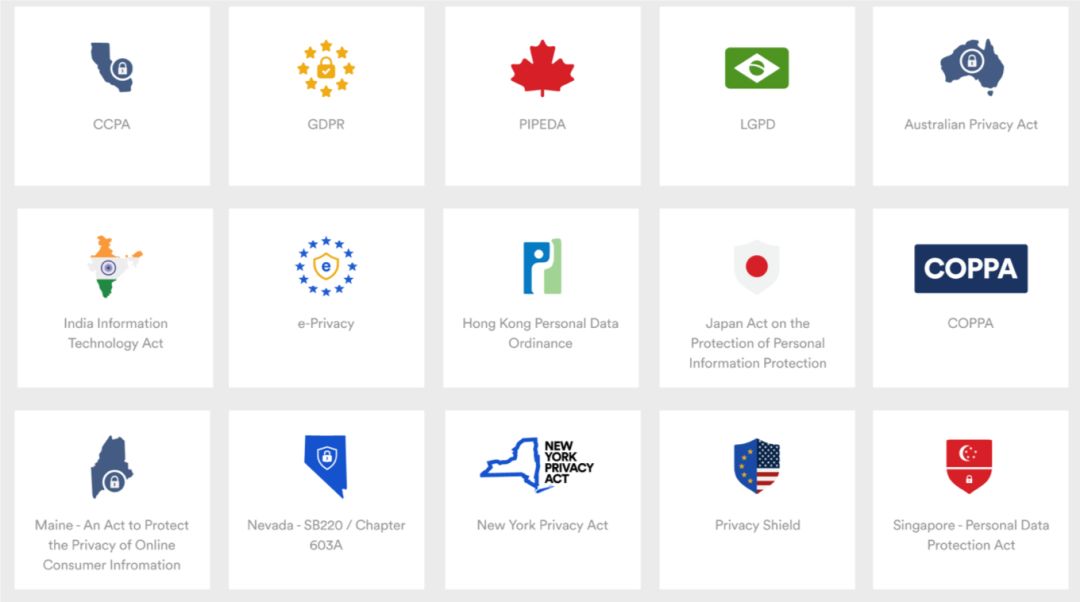 CCPA
GDPR
PIPEDA
LGPD
Australian Privacy Act
India Information
Technology Act
e
e-Privacy
Hong Kong Personal Data
Ordinance
Japan Act on the
Protection of Personal
Information Protection
COPPA
COPPA
Maine - An Act to Protect
the Privacy of Online
Consumer Infromation
Nevada - SB220 / Chapter
603A
NEW
YORK
PRIVACY
ACT
New York Privacy Act
Privacy Shield
Singapore - Personal Data
Protection Act